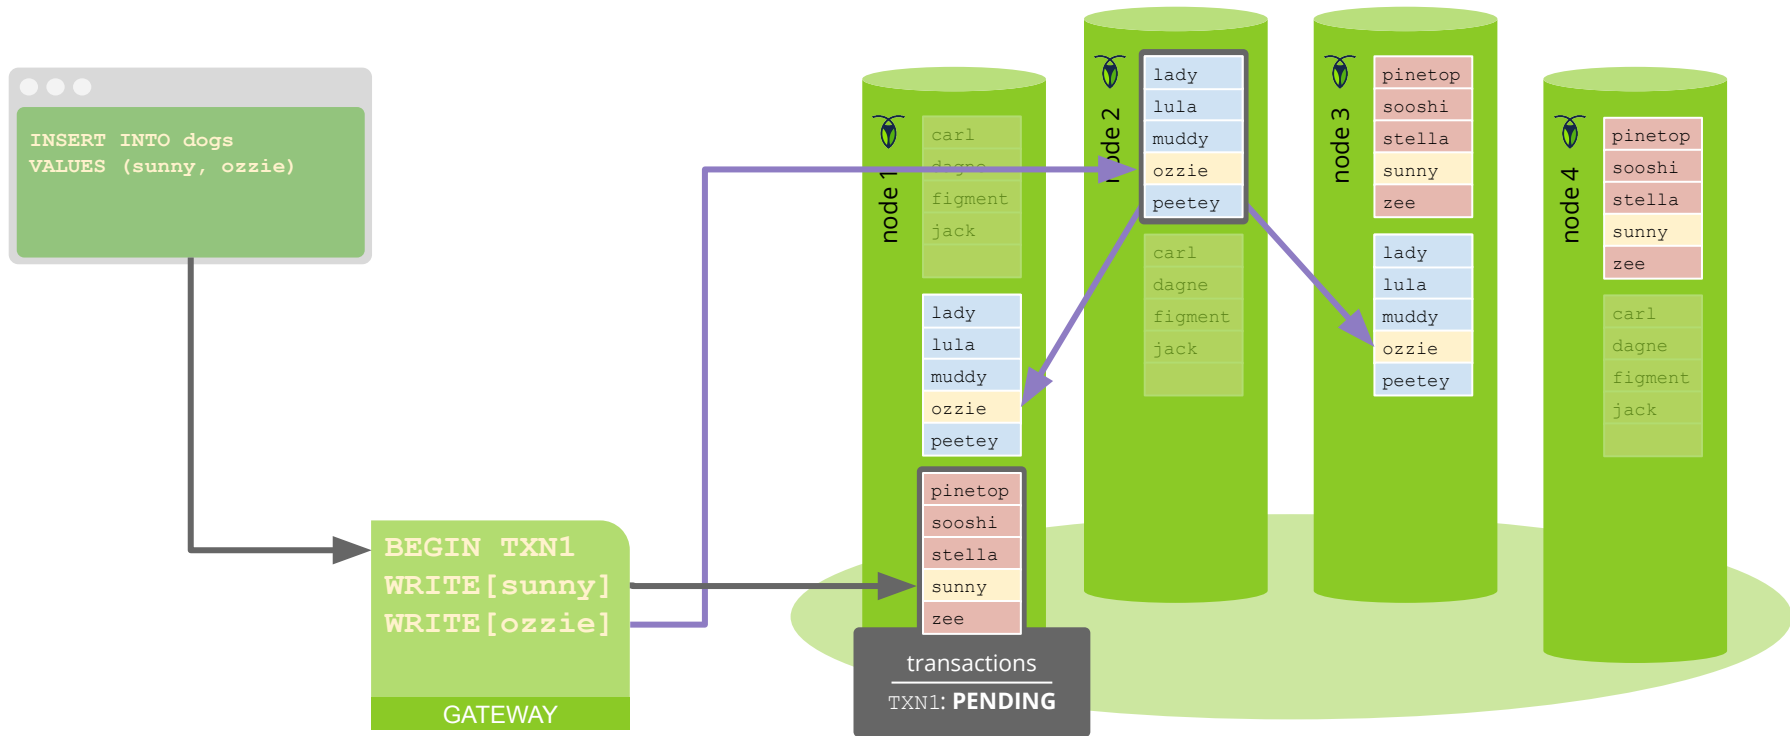 INSERT INTO dogs
VALUES (sunny, ozzie)
BEGIN TXN1
WRITE[sunny]
WRITE[ozzie]
GATEWAY
node 1
carl
dagne
figment
jack
lady
lula
muddy
ozzie
peetey
pinetop
sooshi
stella
sunny
zee
transactions
TXN1: PENDING
node 2
lady
lula
muddy
ozzie
peetey
carl
dagne
figment
jack
node 3
pinetop
sooshi
stella
sunny
zee
lady
lula
muddy
ozzie
peetey
node 4
pinetop
sooshi
stella
sunny
zee
carl
dagne
figment
jack